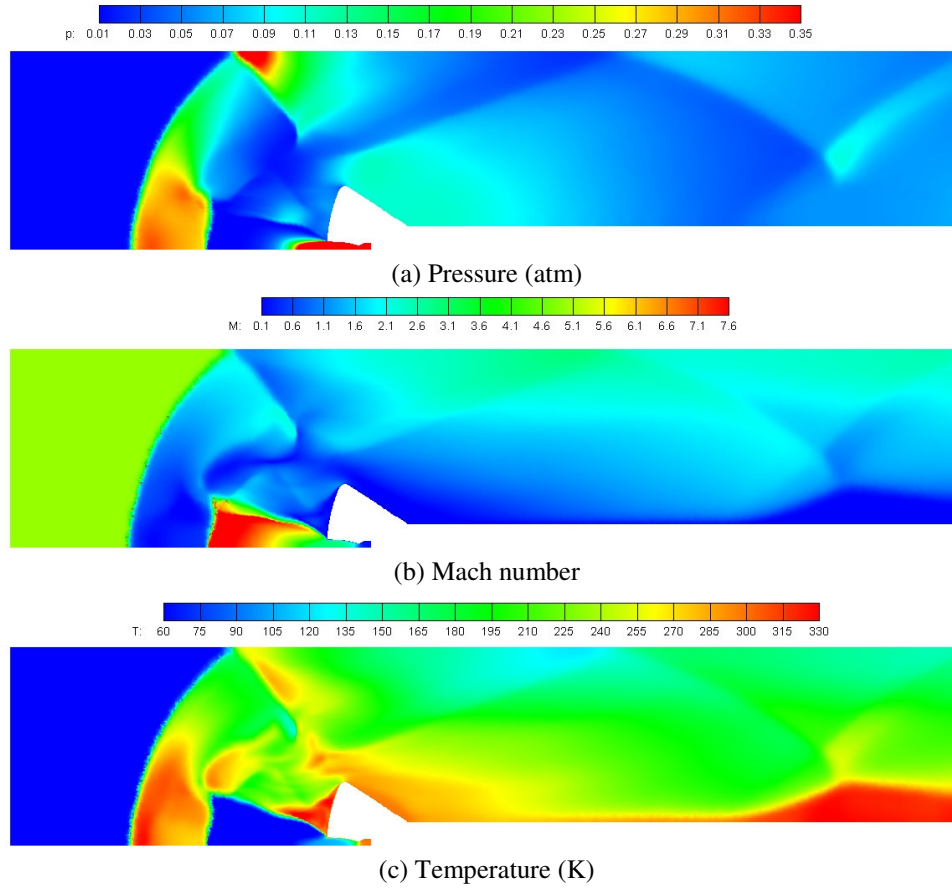 p: 0.01 0.03 0.05 0.07 0.09 0.11 0.13 0.15 0.17 0.19 0.21 0.23 0.25 0.27 0.29 0.31 0.33 0.35
(a) Pressure (atm)
M: 0.1 0.6 1.1 1.6 2.1 2.6 3.1 3.6 4.1 4.6 5.1 5.6 6.1 6.6 7.1 7.6
(b) Mach number
T: 60 75 90 105 120 135 150 165 180 195 210 225 240 255 270 285 300 315 330
(c) Temperature (K)